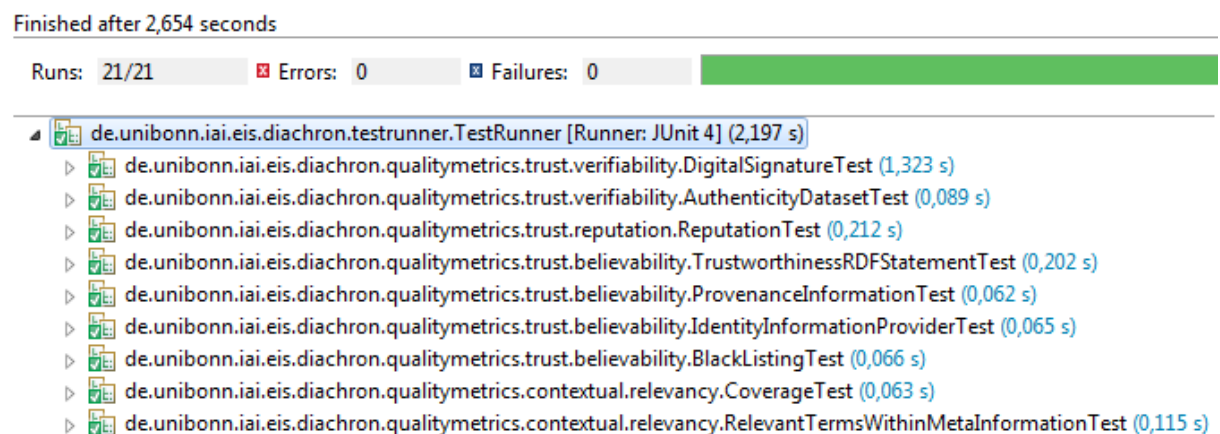 Finished after 2,654 seconds
Runs: 21/21 Errors: 0 Failures: 0
de.unibonn.iai.eis.diachron.testrunner.TestRunner [Runner: JUnit 4] (2,197 s)
de.unibonn.iai.eis.diachron.qualitymetrics.trust.verifiability.DigitalSignatureTest (1,323 s)
de.unibonn.iai.eis.diachron.qualitymetrics.trust.verifiability.AuthenticityDatasetTest (0,089 s)
de.unibonn.iai.eis.diachron.qualitymetrics.trust.reputation.ReputationTest (0,212 s)
de.unibonn.iai.eis.diachron.qualitymetrics.trust.believability.TrustworthinessRDFStatementTest (0,202 s)
de.unibonn.iai.eis.diachron.qualitymetrics.trust.believability.ProvenanceInformationTest (0,062 s)
de.unibonn.iai.eis.diachron.qualitymetrics.trust.believability.IdentityInformationProviderTest (0,065 s)
de.unibonn.iai.eis.diachron.qualitymetrics.trust.believability.BlackListingTest (0,066 s)
de.unibonn.iai.eis.diachron.qualitymetrics.contextual.relevancy.CoverageTest (0,063 s)
de.unibonn.iai.eis.diachron.qualitymetrics.contextual.relevancy.RelevantTermsWithinMetaInformationTest (0,115 s)